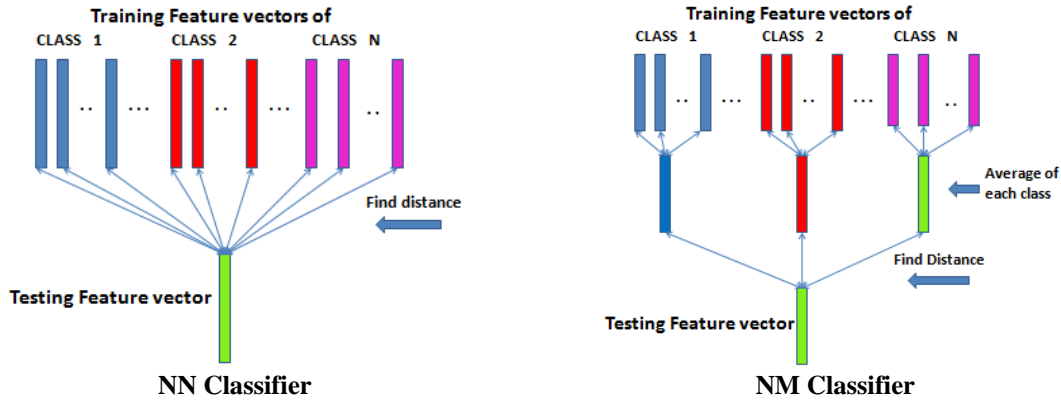 Training Feature vectors of
CLASS 1 CLASS 2 CLASS N
.. ... .. ... ..
Find distance
Testing Feature vector
NN Classifier
Training Feature vectors of
CLASS 1 CLASS 2 CLASS N
.. ... .. ... ..
Average of
each class
Find Distance
Testing Feature vector
NM Classifier